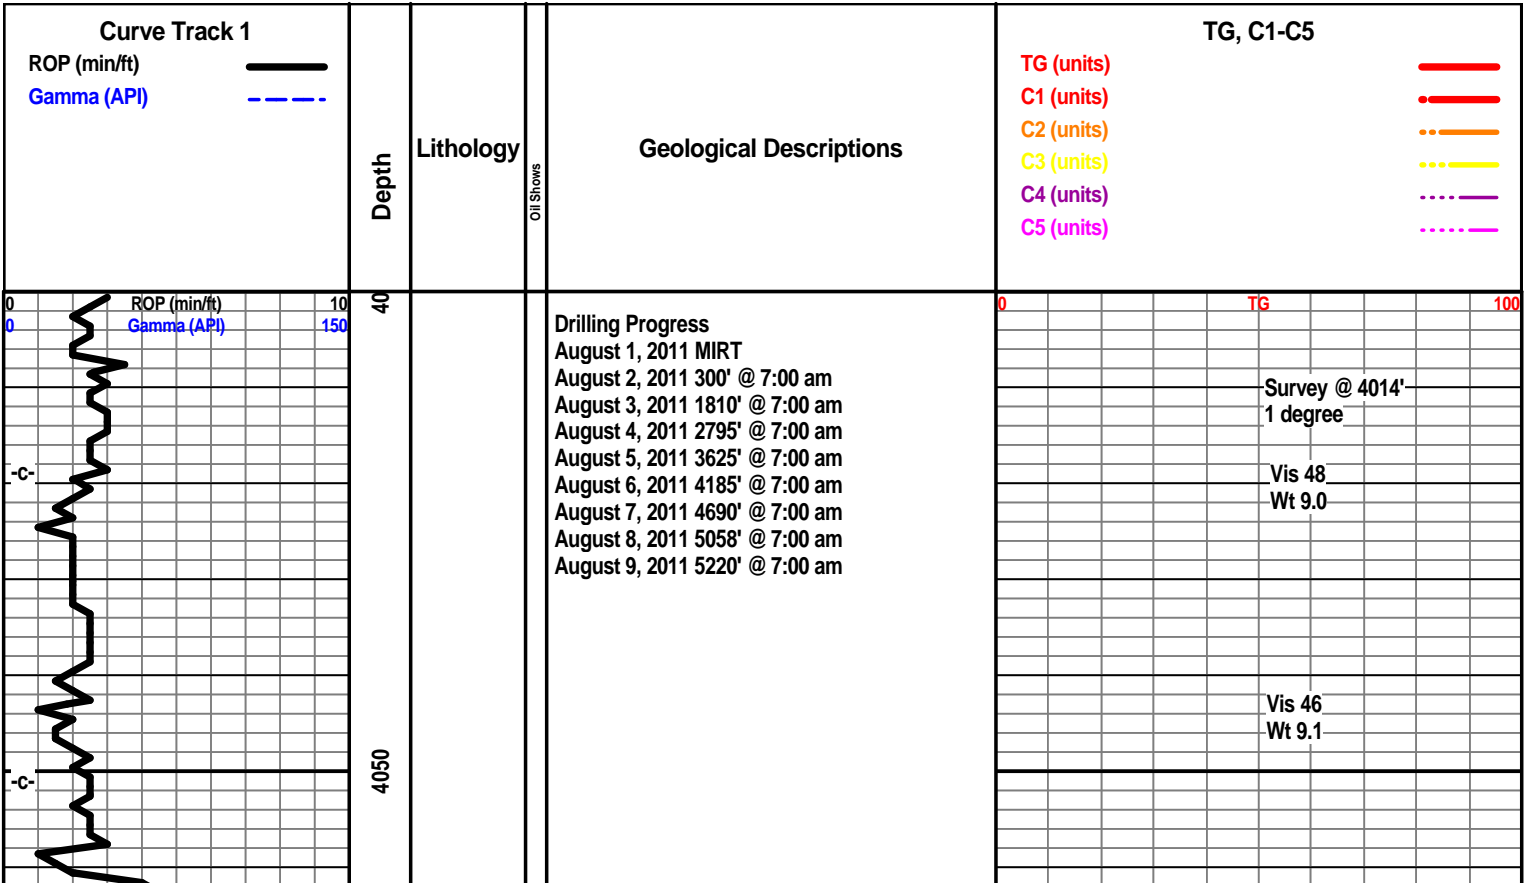 Curve Track 1
ROP (min/ft)
Gamma (API)
Depth
Lithology
Oil Shows
Geological Descriptions
TG, C1-C5
TG (units)
C1 (units)
C2 (units)
C3 (units)
C4 (units)
C5 (units)
0 ROP (min/ft) 10
0 Gamma (API) 150
40
0 TG 100
Drilling Progress
August 1, 2011 MIRT
August 2, 2011 300' @ 7:00 am
August 3, 2011 1810' @ 7:00 am
August 4, 2011 2795' @ 7:00 am
August 5, 2011 3625' @ 7:00 am
August 6, 2011 4185' @ 7:00 am
August 7, 2011 4690' @ 7:00 am
August 8, 2011 5058' @ 7:00 am
August 9, 2011 5220' @ 7:00 am
Survey @ 4014'
1 degree
-c-
Vis 48
Wt 9.0
Vis 46
Wt 9.1
-c-
4050